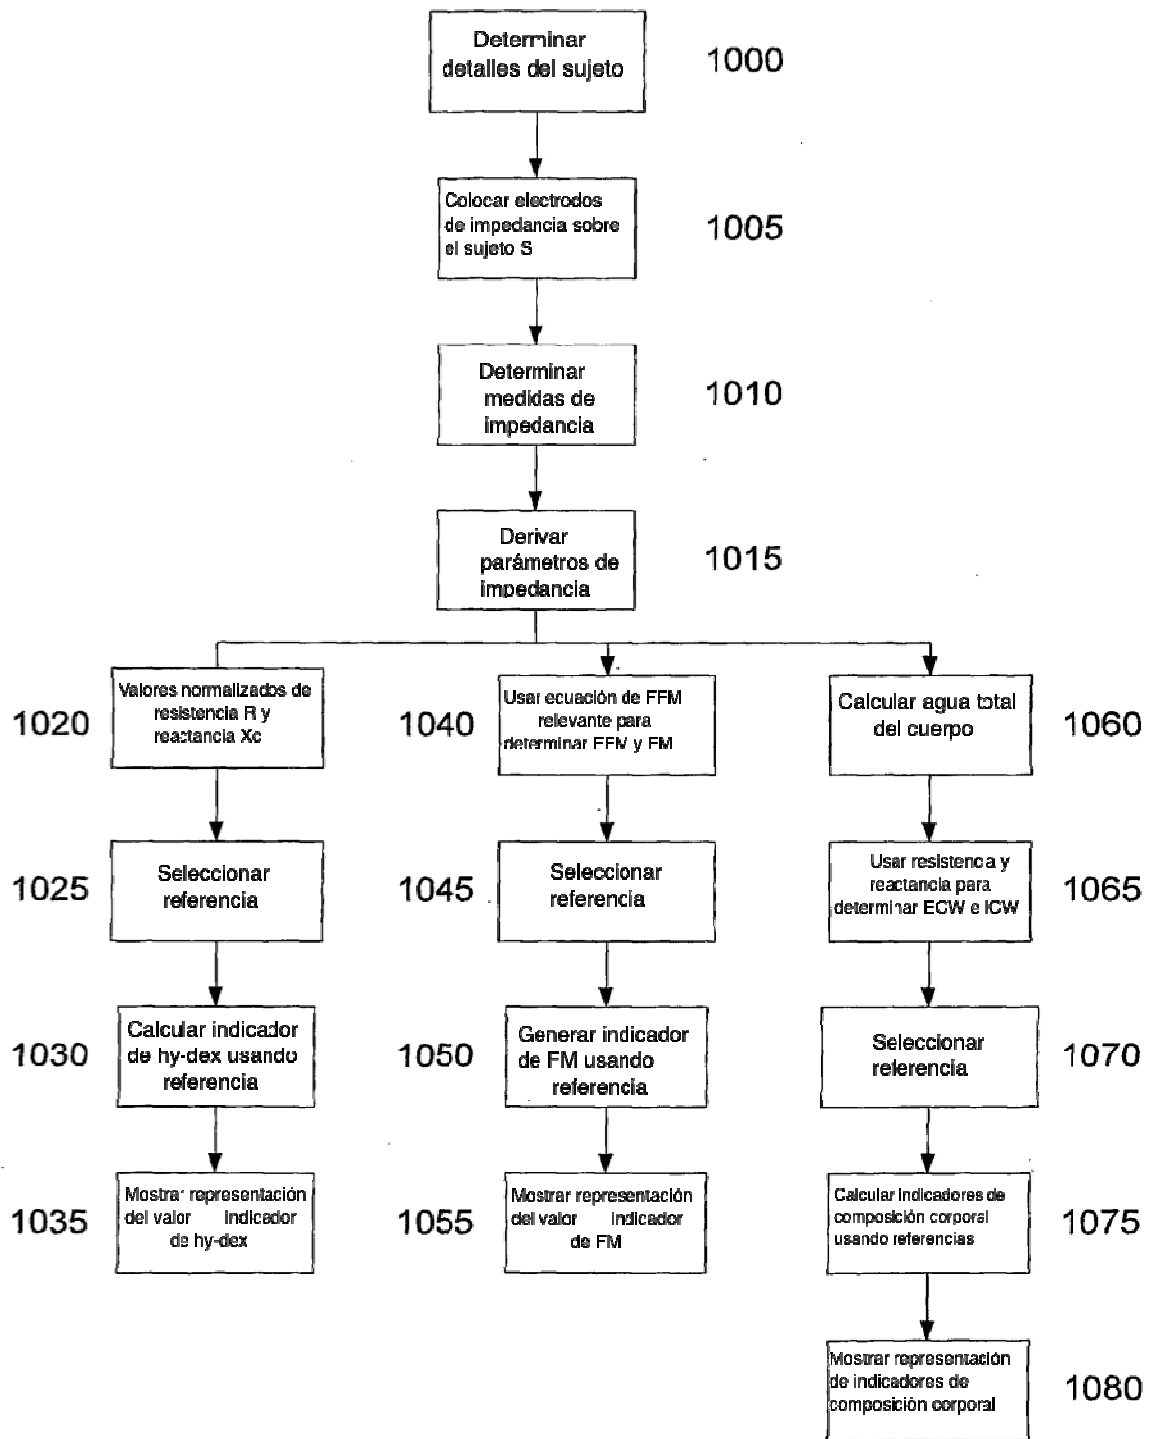 Determinar
detalles del sujeto
1000
Colocar electrodos
de impedancia sobre
el sujeto S
1005
Determinar
medidas de
impedancia
1010
Derivar
parámetros de
impedancia
1015
1020
Valores normalizados de
resistencia R y
reactancia Xc
1040
Usar ecuación de FFM
relevante para
determinar FFM y FM
Calcular agua total
del cuerpo
1060
1025
Seleccionar
referencia
1045
Seleccionar
referencia
Usar resistencia y
reactancia para
determinar ECW e ICW
1065
1030
Calcular indicador
de hy-dex usando
referencia
1050
Generar indicador
de FM usando
referencia
Seleccionar
referencia
1070
1035
Mostrar representación
del valor indicador
de hy-dex
1055
Mostrar representación
del valor indicador
de FM
Calcular indicadores de
composición corporal
usando referencias
1075
Mostrar representación
de indicadores de
composición corporal
1080